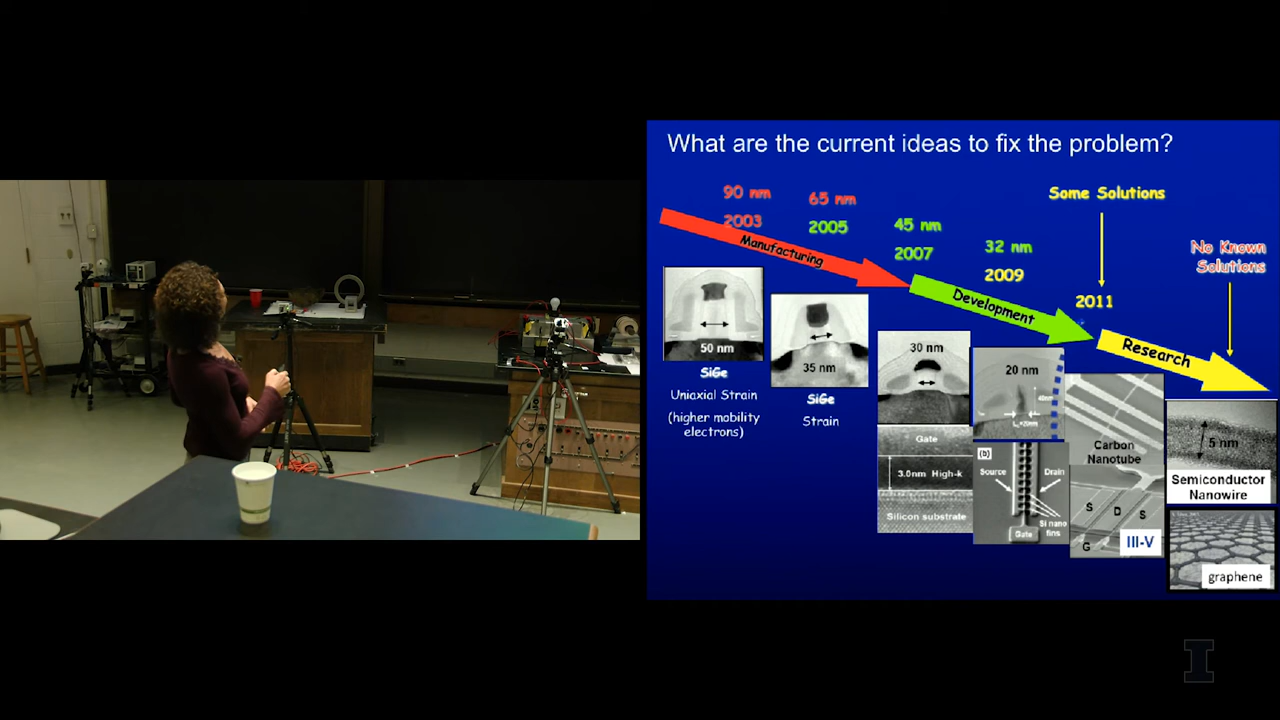 What are the current ideas to fix the problem?
90 nm
2003
65 nm
2005
45 nm
2007
32 nm
2009
Some Solutions
2011
No Known
Solutions
Manufacturing
Development
Research
50 nm
SiGe
Uniaxial Strain
(higher mobility
electrons)
35 nm
SiGe
Strain
30 nm
Gate
3.0nm High-k
Silicon substrate
20 nm
(b)
Source
Drain
Si nano
fins
Gate
Carbon
Nanotube
S D S
G
III-V
5 nm
Semiconductor
Nanowire
graphene
I